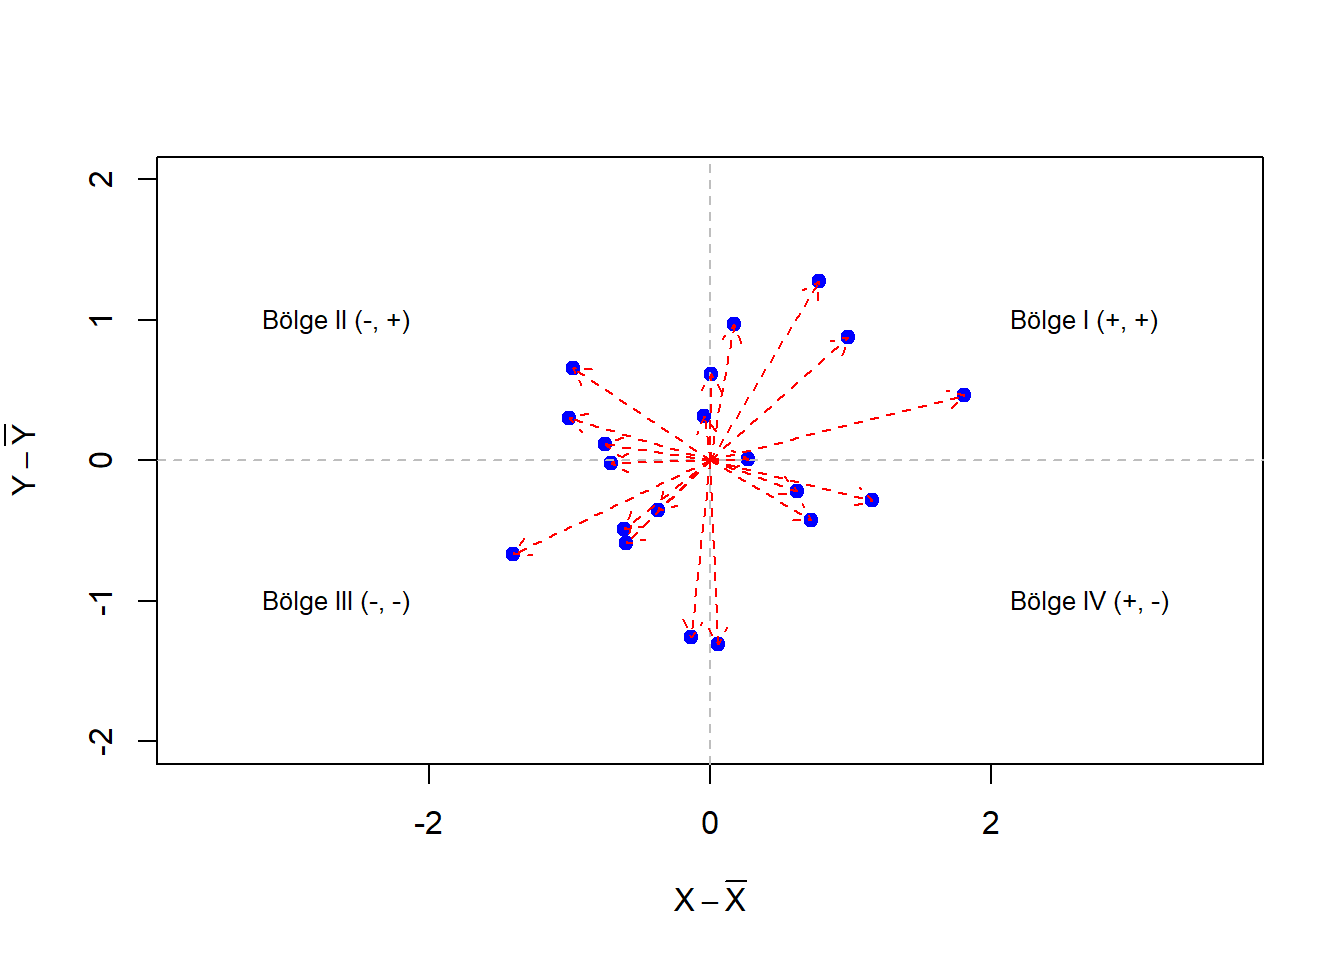 2
Bölge II (-, +)
Bölge I (+, +)
1
Y – Y̅
0
Bölge III (-, -)
Bölge IV (+, -)
-1
-2
-2
0
2
X – X̅